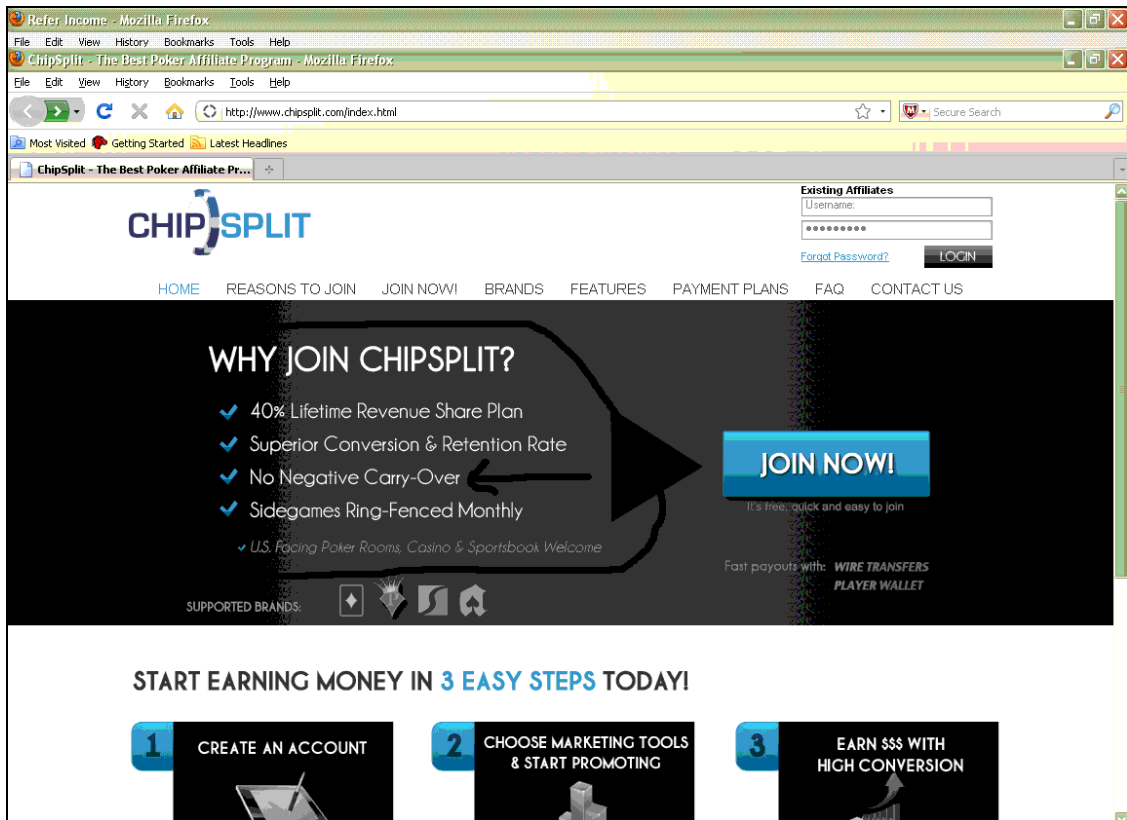 Refer Income - Mozilla Firefox
File Edit View History Bookmarks Tools Help
ChipSplit - The Best Poker Affiliate Program - Mozilla Firefox
File Edit View History Bookmarks Tools Help
http://www.chipsplit.com/index.html
Secure Search
Most Visited Getting Started Latest Headlines
ChipSplit - The Best Poker Affiliate Pr...
Existing Affiliates
Username:
CHIP SPLIT
Forgot Password? LOGIN
HOME REASONS TO JOIN JOIN NOW! BRANDS FEATURES PAYMENT PLANS FAQ CONTACT US
WHY JOIN CHIPSPLIT?
40% Lifetime Revenue Share Plan
Superior Conversion & Retention Rate
No Negative Carry-Over
Sidegames Ring-Fenced Monthly
U.S. Facing Poker Rooms, Casino & Sportsbook Welcome
JOIN NOW!
It's free, quick and easy to join
Fast payouts with: WIRE TRANSFERS
PLAYER WALLET
SUPPORTED BRANDS:
START EARNING MONEY IN 3 EASY STEPS TODAY!
1 CREATE AN ACCOUNT
2 CHOOSE MARKETING TOOLS
& START PROMOTING
3 EARN $$$ WITH
HIGH CONVERSION